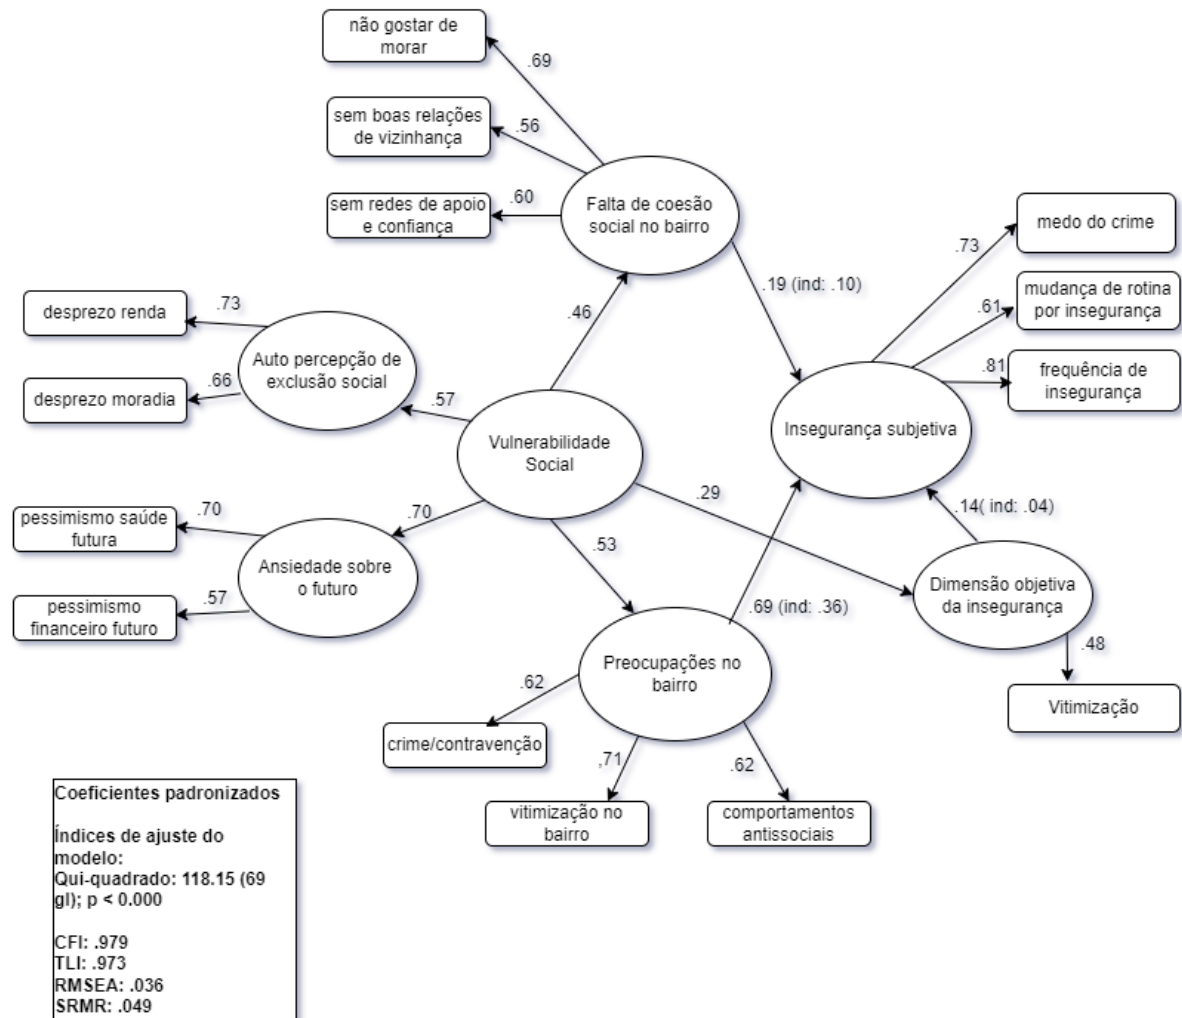 não gostar de
morar
.69
sem boas relações
de vizinhança
.56
sem redes de apoio
e confiança
.60
Falta de coesão
social no bairro
medo do crime
.73
mudança de rotina
por insegurança
.61
frequência de
insegurança
.81
.19 (ind: .10)
desprezo renda
.73
Auto percepção de
exclusão social
desprezo moradia
.66
.46
.57
Vulnerabilidade
Social
Insegurança subjetiva
.29
.14( ind: .04)
pessimismo saúde
futura
.70
.70
Ansiedade sobre
o futuro
pessimismo
financeiro futuro
.57
.53
.69 (ind: .36)
Dimensão objetiva
da insegurança
.48
Vitimização
Preocupações no
bairro
.62
crime/contravenção
,71
.62
vitimização no
bairro
comportamentos
antissociais
Coeficientes padronizados
Índices de ajuste do
modelo:
Qui-quadrado: 118.15 (69
gl); p < 0.000
CFI: .979
TLI: .973
RMSEA: .036
SRMR: .049